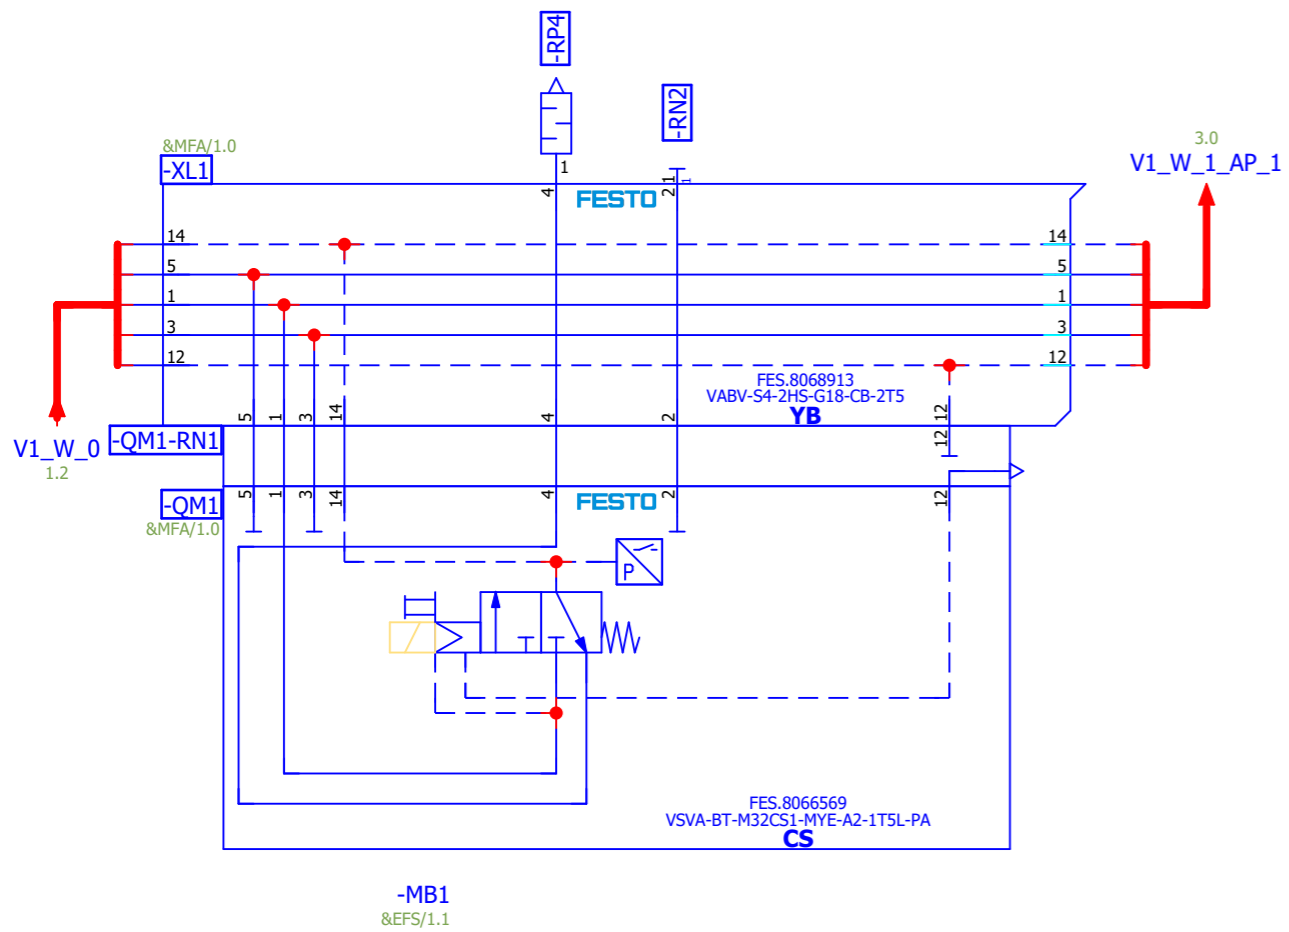 -RP4
-RN2
&MFA/1.0
-XL1
3.0
V1_W_1_AP_1
1
4
FESTO
2
1
1
14
14
5
5
1
1
3
3
12
12
FES.8068913
VABV-S4-2HS-G18-CB-2T5
YB
5
1
3
14
4
2
12
V1_W_0
1.2
-QM1-RN1
12
-QM1
&MFA/1.0
5
1
3
14
4
FESTO
2
12
P
FES.8066569
VSVA-BT-M32CS1-MYE-A2-1T5L-PA
CS
-MB1
&EFS/1.1